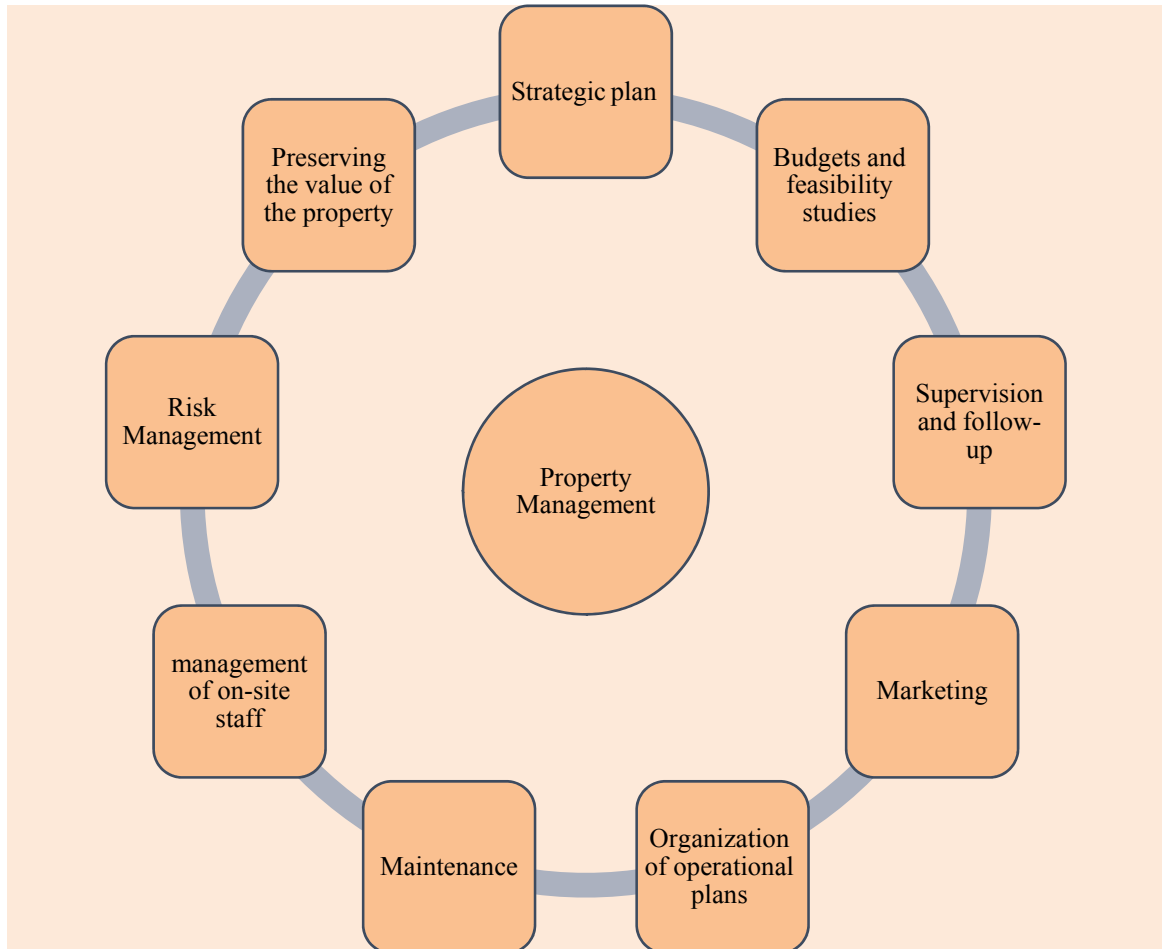 Strategic plan
Budgets and
feasibility
studies
Supervision
and follow-
up
Marketing
Organization
of operational
plans
Maintenance
management
of on-site
staff
Risk
Management
Preserving
the value of
the property
Property
Management